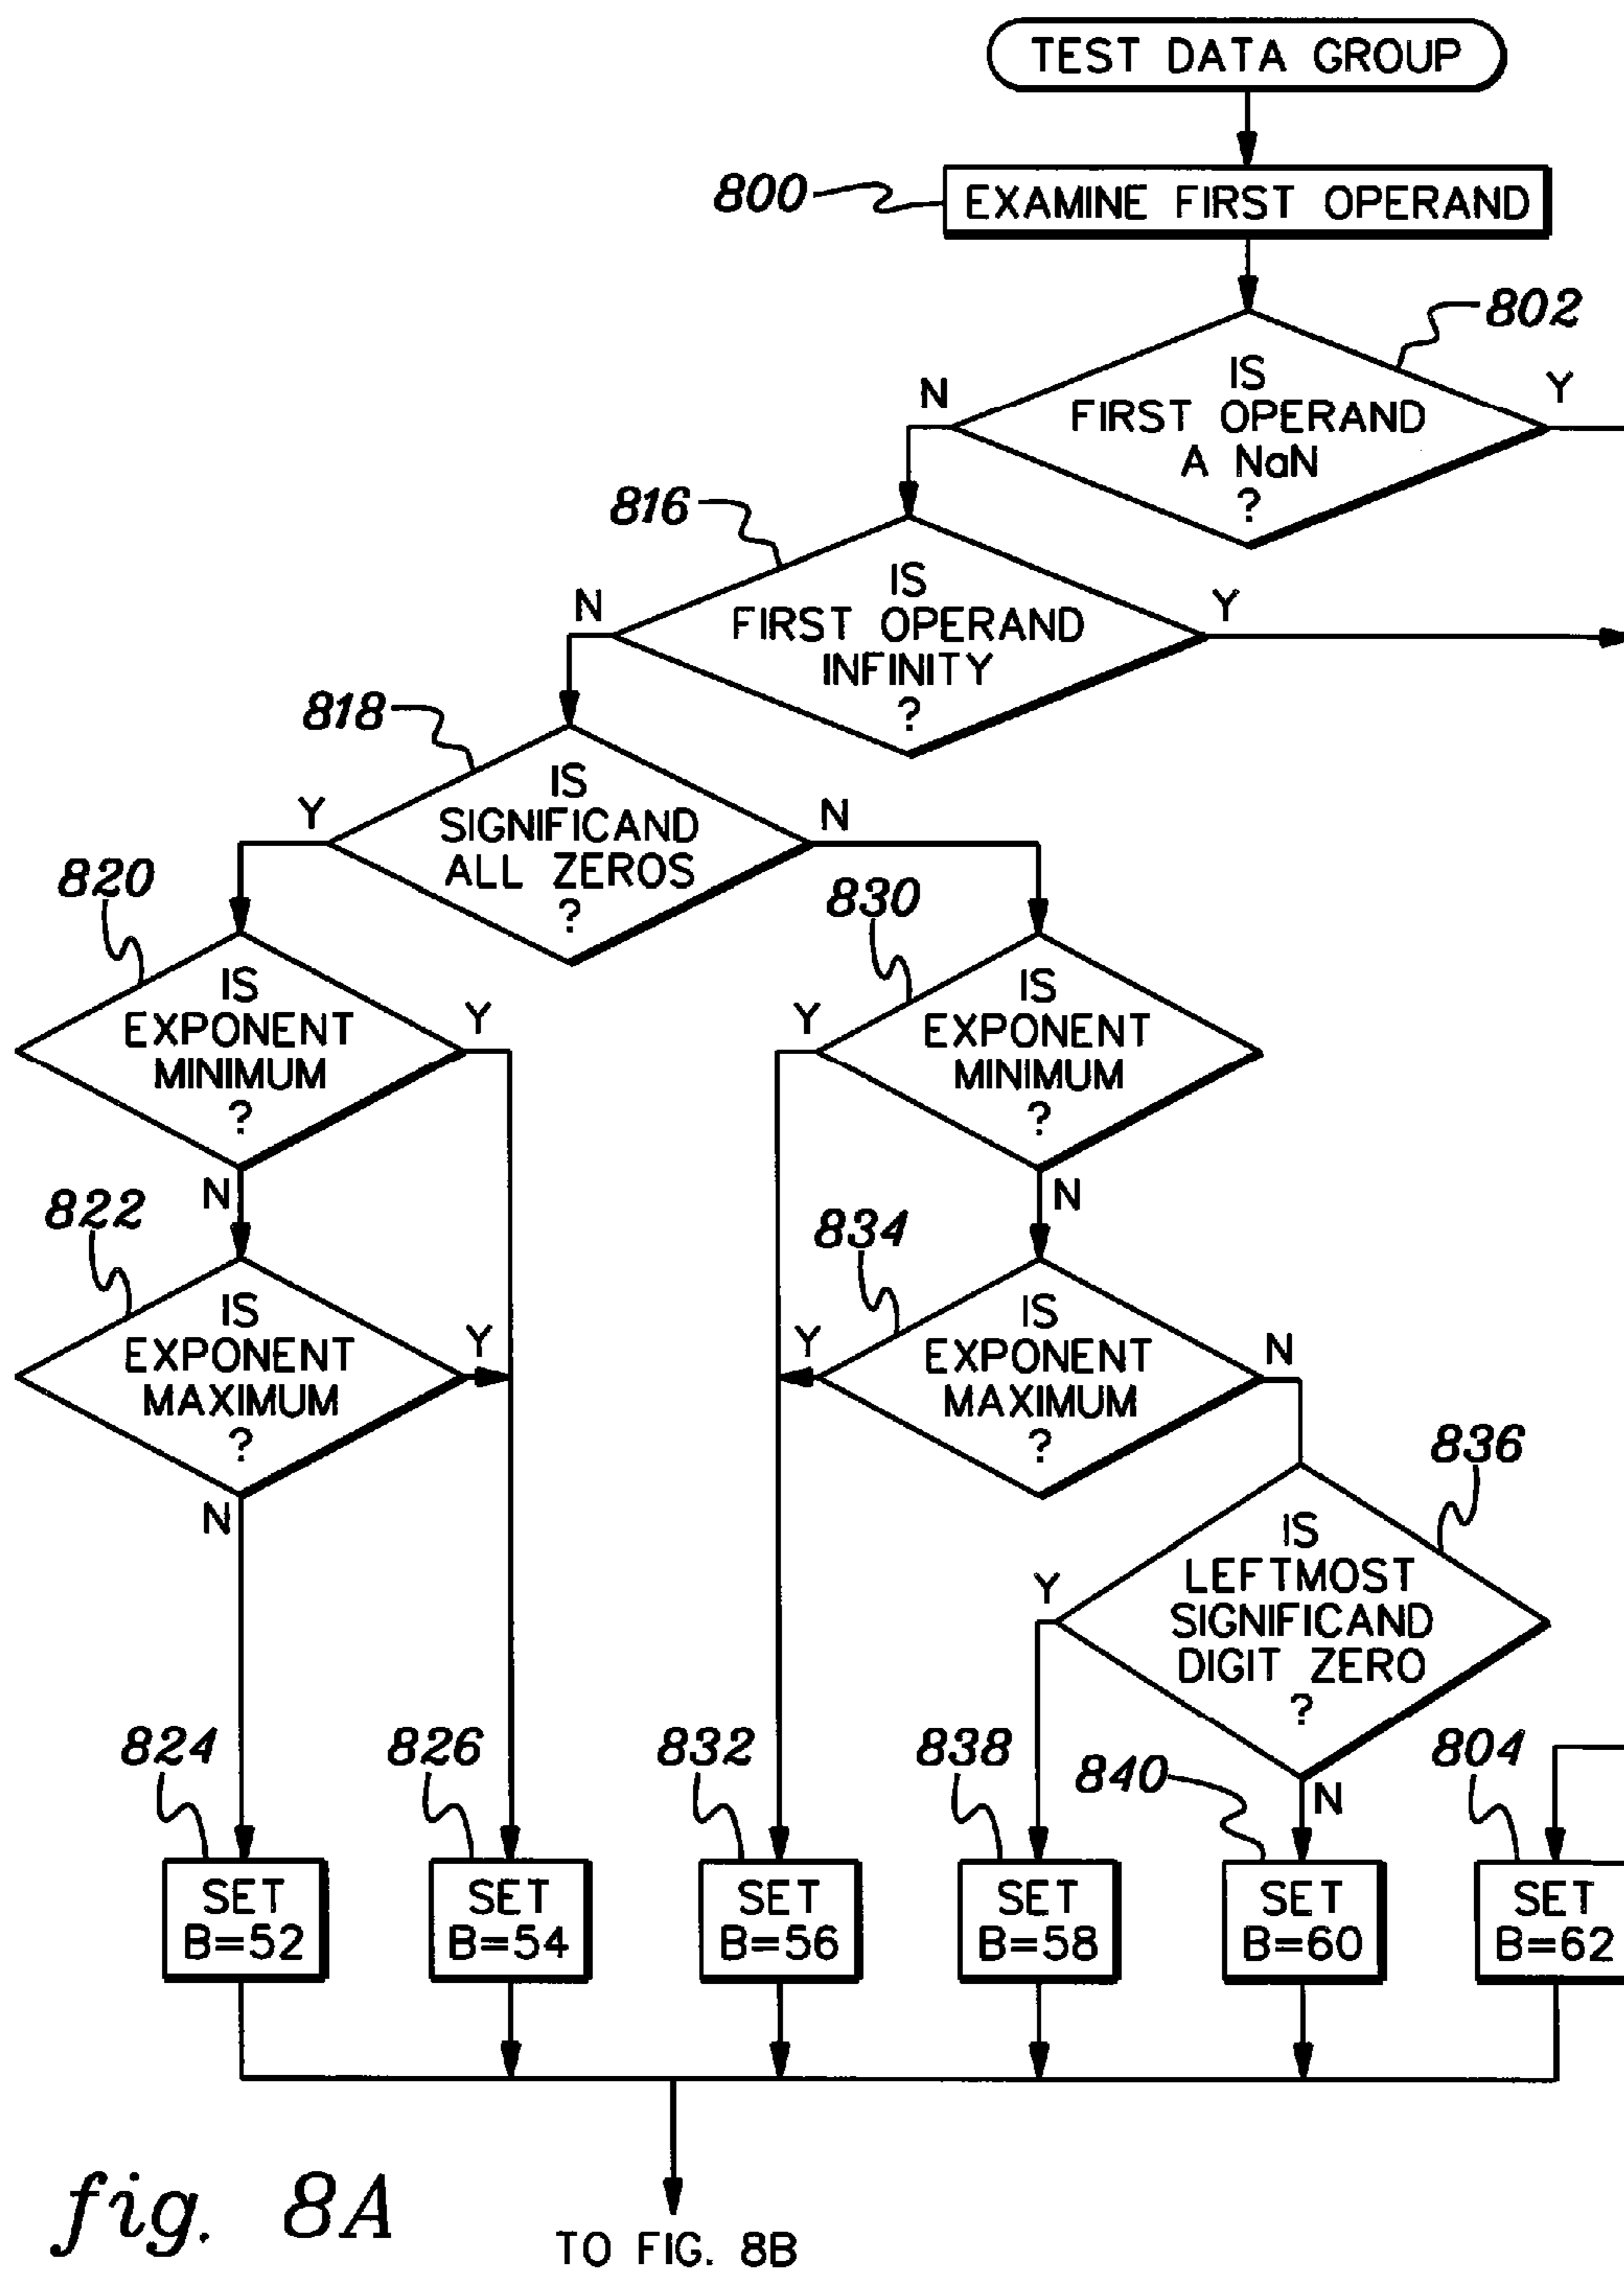 TEST DATA GROUP
800
EXAMINE FIRST OPERAND
802
IS
FIRST OPERAND
A NaN
?
N
Y
816
IS
FIRST OPERAND
INFINITY
?
N
Y
818
IS
SIGNIFICAND
ALL ZEROS
?
Y
N
820
IS
EXPONENT
MINIMUM
?
Y
N
830
IS
EXPONENT
MINIMUM
?
Y
N
822
IS
EXPONENT
MAXIMUM
?
Y
N
834
IS
EXPONENT
MAXIMUM
?
Y
N
836
IS
LEFTMOST
SIGNIFICAND
DIGIT ZERO
?
Y
N
824
SET
B=52
826
SET
B=54
832
SET
B=56
838
SET
B=58
840
SET
B=60
804
SET
B=62
TO FIG. 8B
fig. 8A